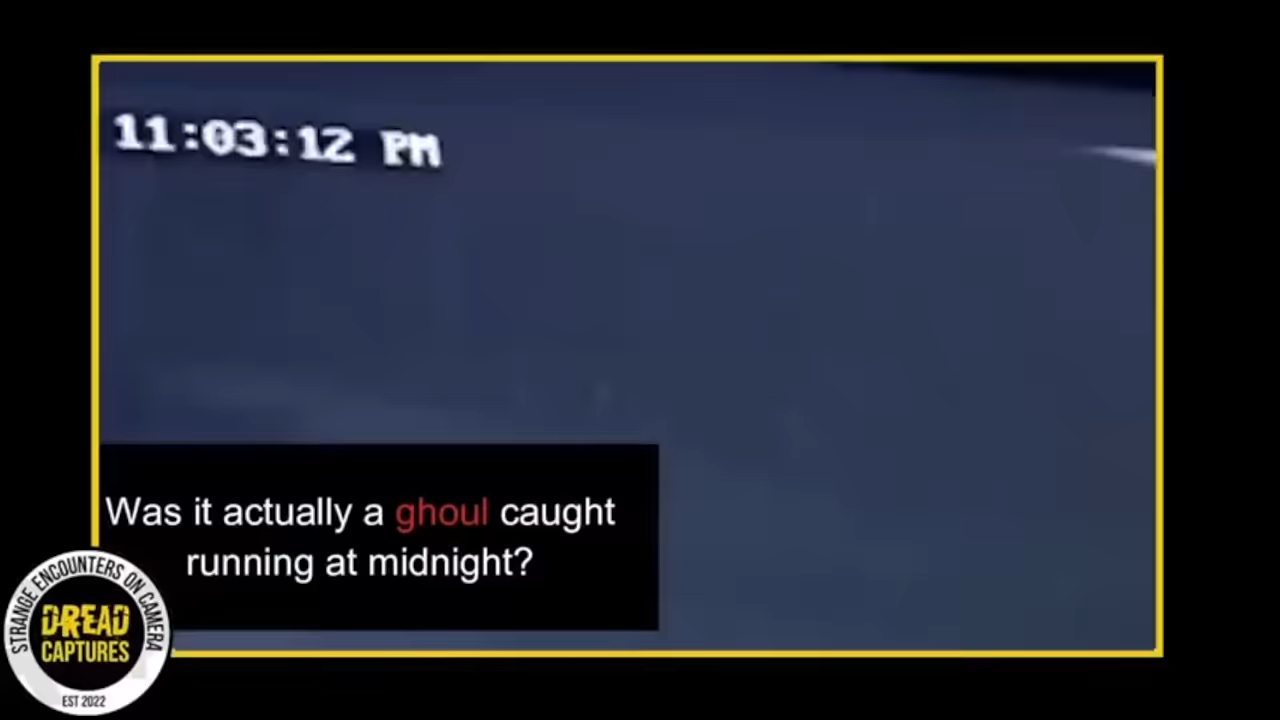 11:03:12 PM
Was it actually a ghoul caught
running at midnight?
STRANGE ENCOUNTERS ON CAMERA
DREAD
CAPTURES
EST 2022